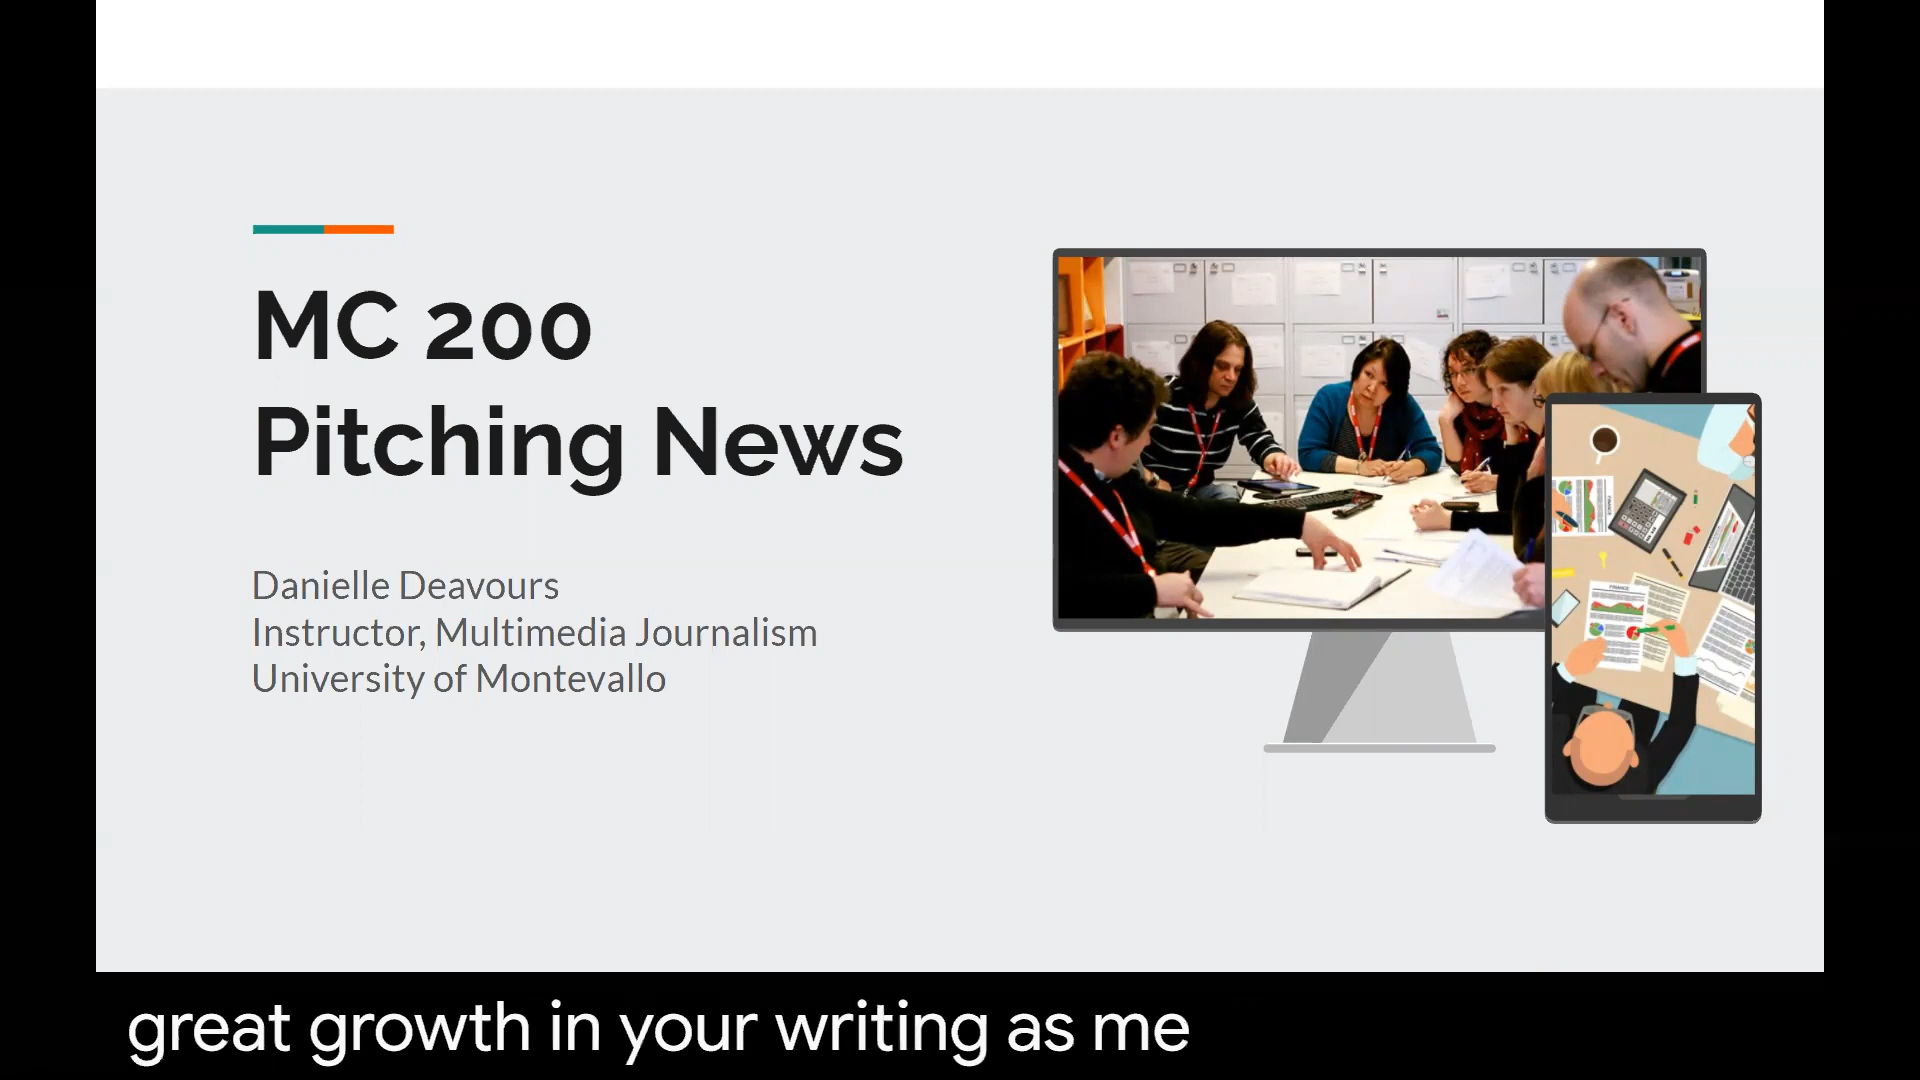 MC 200
Pitching News
Danielle Deavours
Instructor, Multimedia Journalism
University of Montevallo
FINANCE
great growth in your writing as me